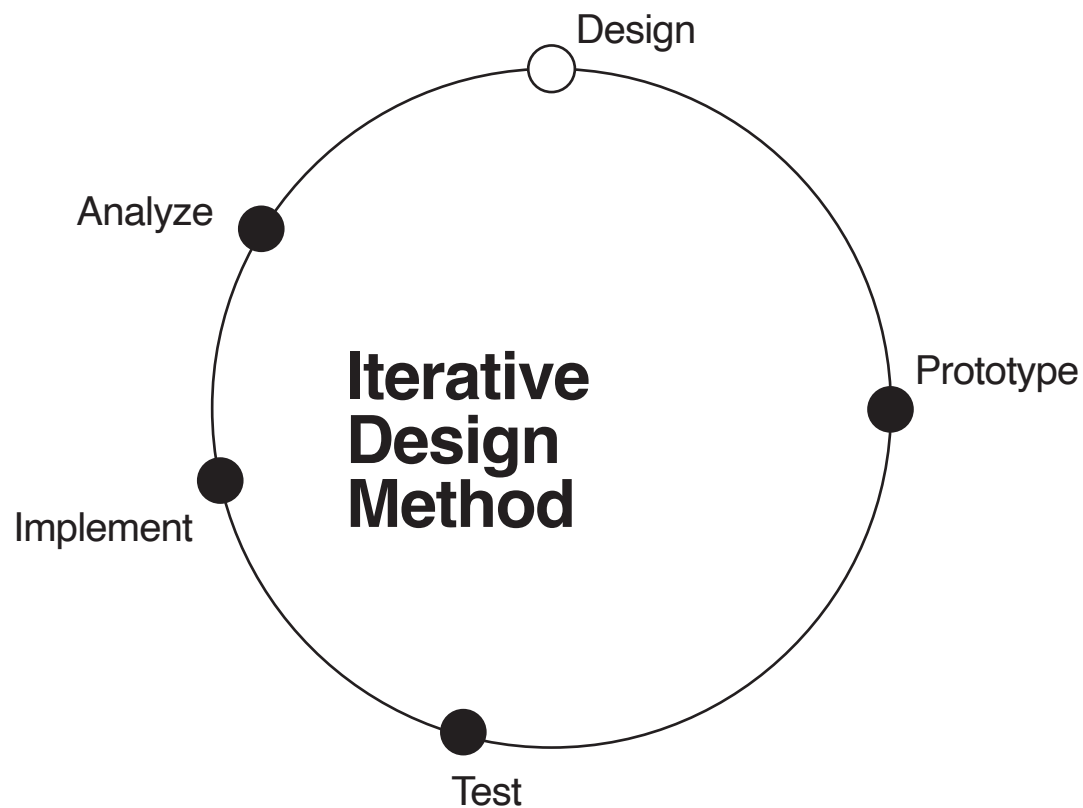 Design
Analyze
Prototype
Iterative
Design
Method
Implement
Test